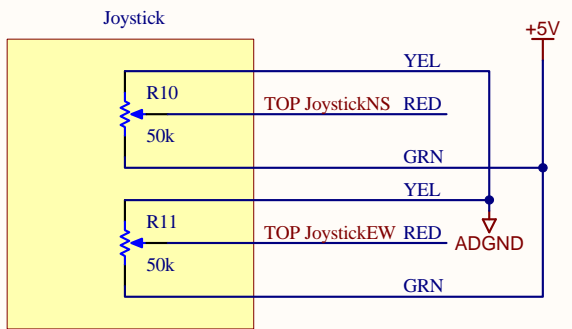 Joystick
+5V
YEL
R10
TOP JoystickNS RED
50k
GRN
YEL
R11
TOP JoystickEW RED
ADGND
50k
GRN